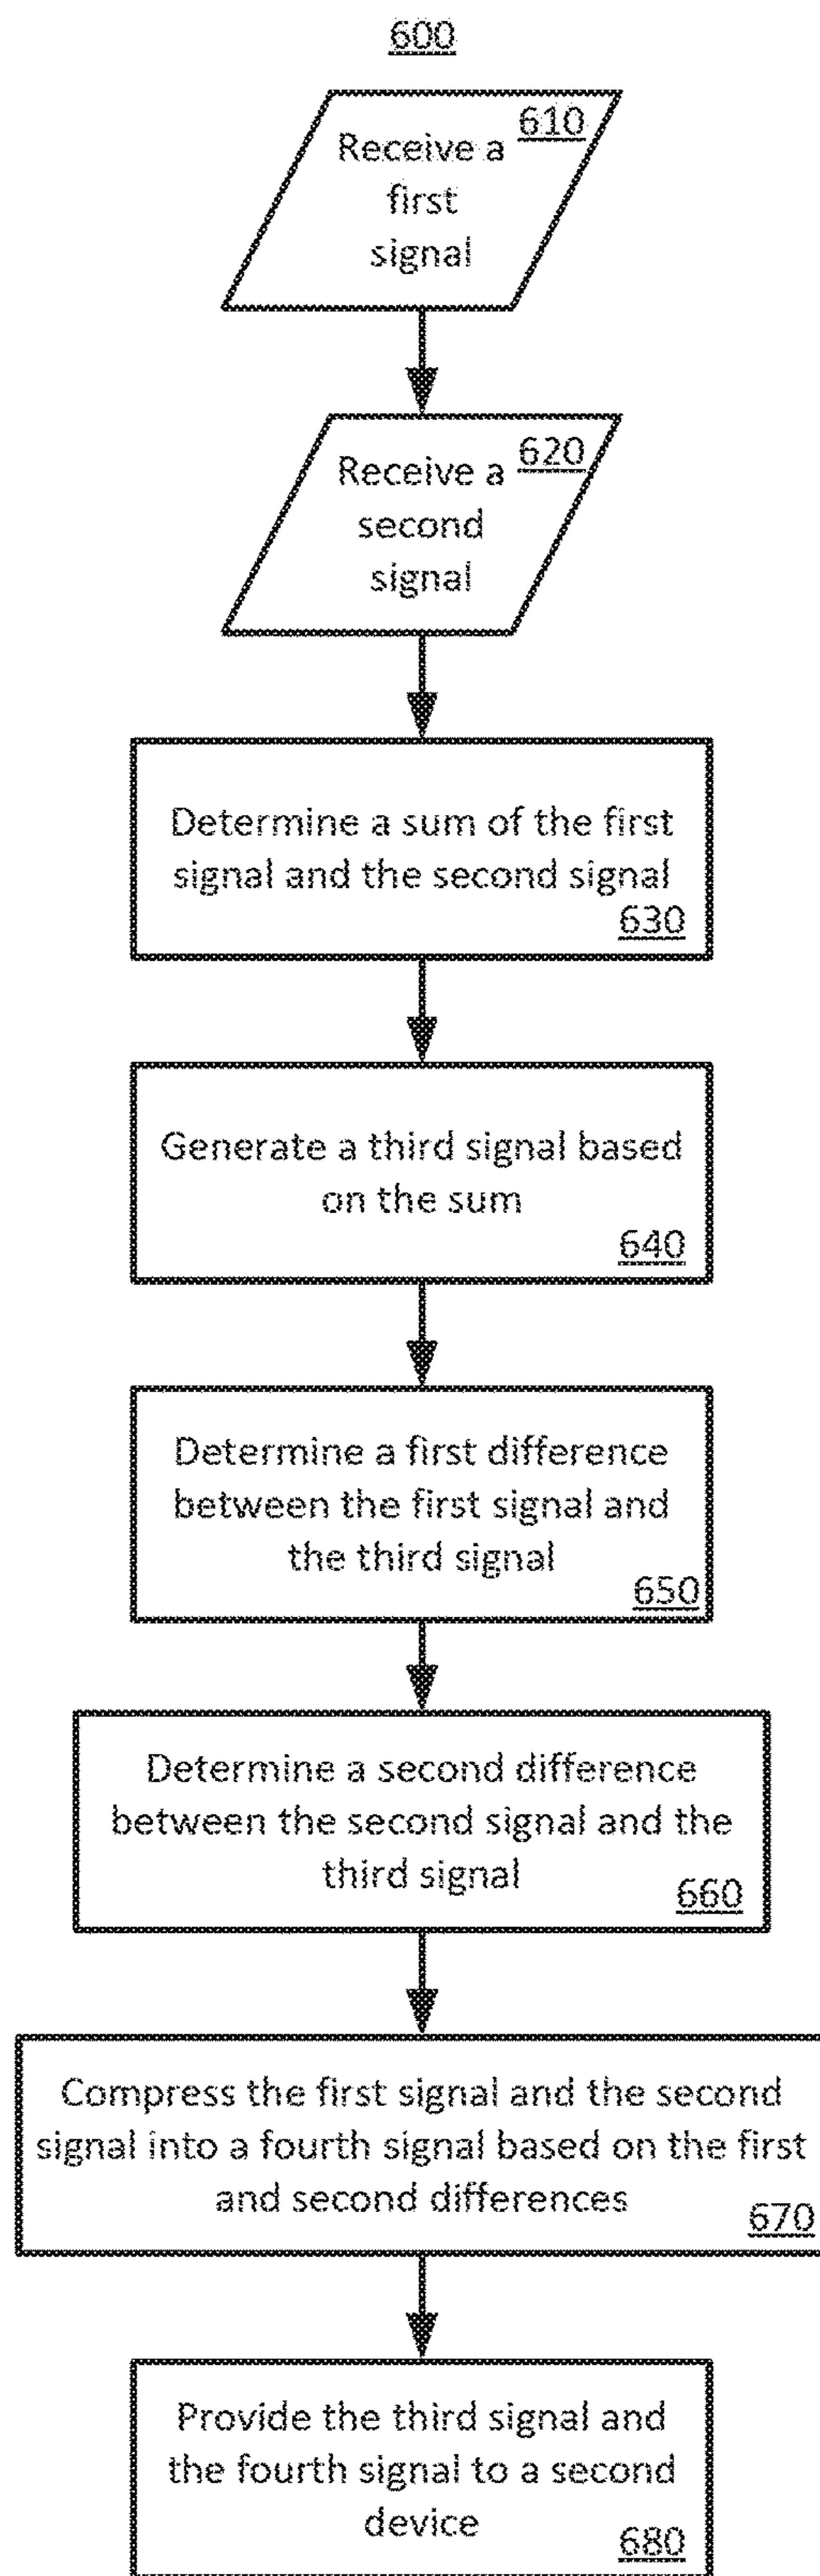 600
610
Receive a
first
signal
620
Receive a
second
signal
Determine a sum of the first
signal and the second signal
630
Generate a third signal based
on the sum
640
Determine a first difference
between the first signal and
the third signal
650
Determine a second difference
between the second signal and the
third signal
660
Compress the first signal and the second
signal into a fourth signal based on the first
and second differences
670
Provide the third signal and
the fourth signal to a second
device
680